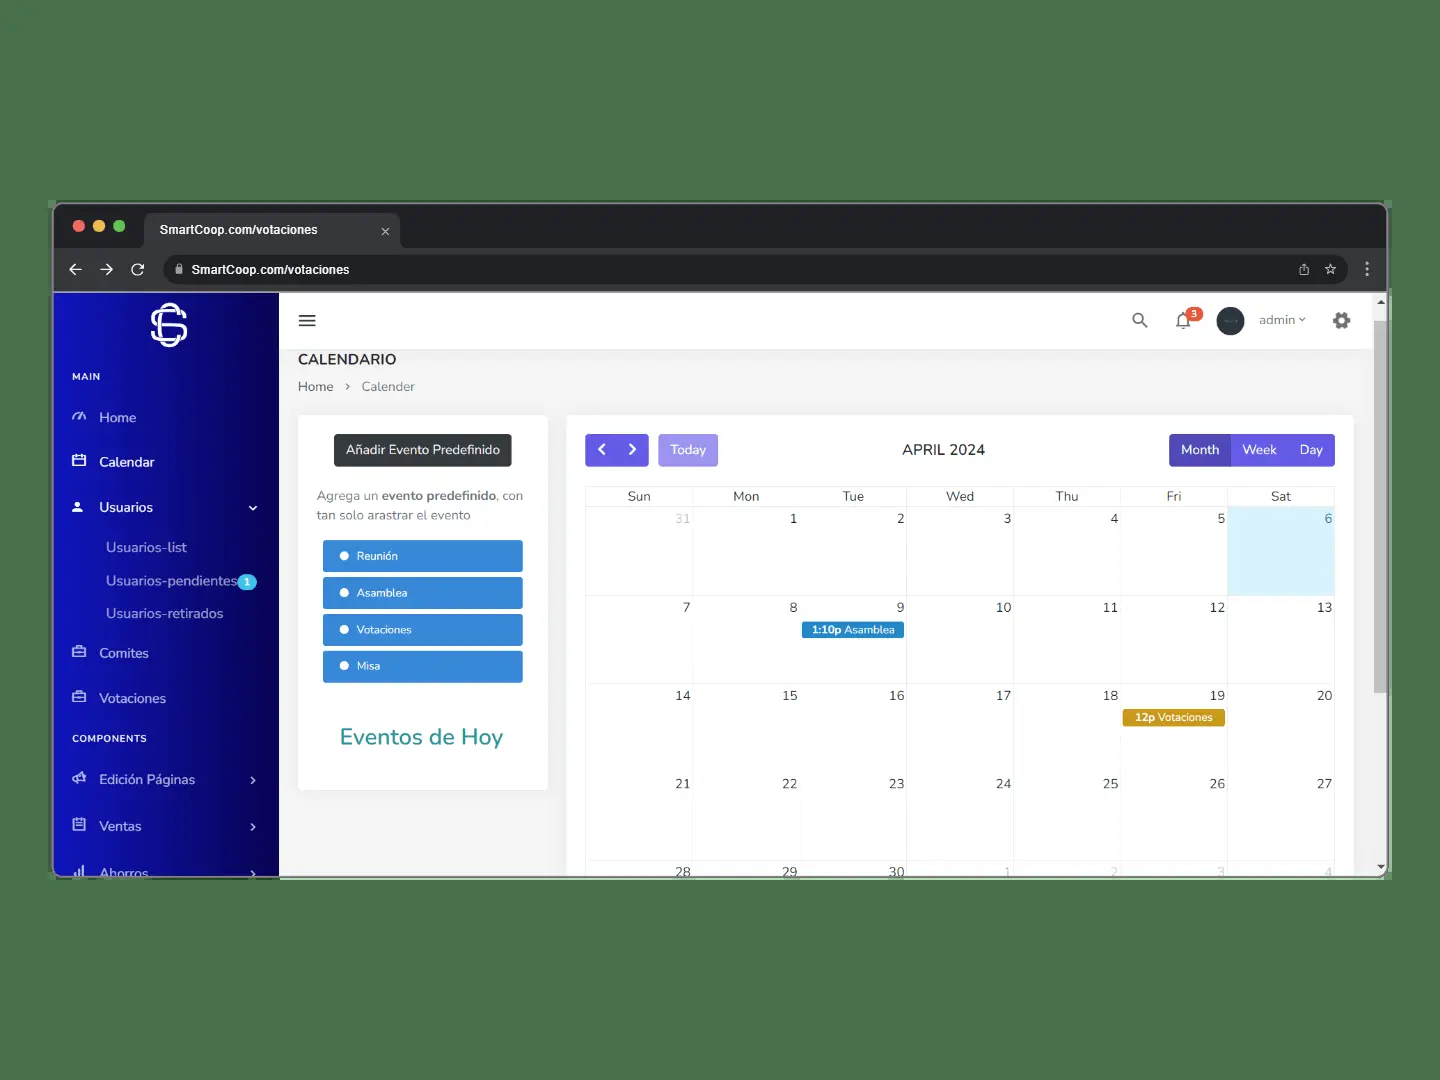 SmartCoop.com/votaciones
SmartCoop.com/votaciones
MAIN
Home
Calendar
Usuarios
Usuarios-list
Usuarios-pendientes 1
Usuarios-retirados
Comites
Votaciones
COMPONENTS
Edición Páginas
Ventas
Ahorros
3
admin
CALENDARIO
Home > Calender
Añadir Evento Predefinido
Agrega un evento predefinido, con
tan solo arastrar el evento
Reunión
Asamblea
Votaciones
Misa
Eventos de Hoy
Today
APRIL 2024
Month Week Day
Sun Mon Tue Wed Thu Fri Sat
31 1 2 3 4 5 6
7 8 9 10 11 12 13
1:10p Asamblea
14 15 16 17 18 19 20
12p Votaciones
21 22 23 24 25 26 27
28 29 30 1 2 3 4